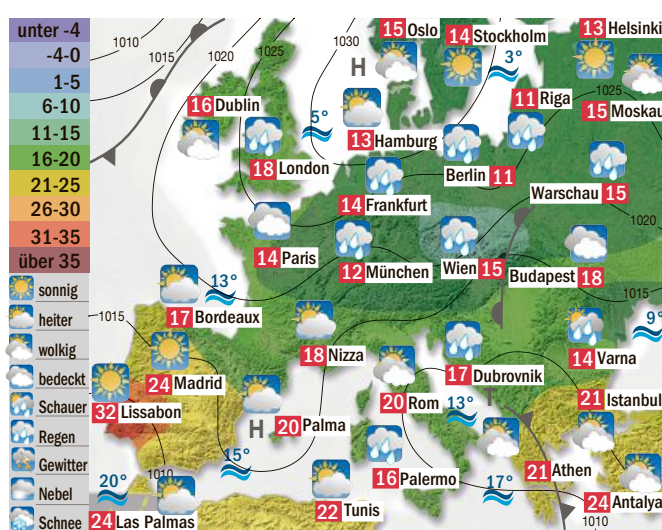 unter -4
-4-0
1-5
6-10
11-15
16-20
21-25
26-30
31-35
über 35
sonnig
heiter
wolkig
bedeckt
Schauer
Regen
Gewitter
Nebel
Schnee
1010
1015
1020
1025
1030
H
15 Oslo
14 Stockholm
3°
13 Helsinki
16 Dublin
5°
11 Riga
1025
15 Moskau
18 London
13 Hamburg
Berlin 11
Warschau 15
14 Frankfurt
1020
14 Paris
12 München
Wien 15
Budapest 18
13°
1015
1015
17 Bordeaux
9°
18 Nizza
14 Varna
24 Madrid
17 Dubrovnik
32 Lissabon
20 Rom
13°
T
21 Istanbul
H
20 Palma
15°
1010
20°
16 Palermo
17°
21 Athen
24 Las Palmas
22 Tunis
24 Antalya
1010